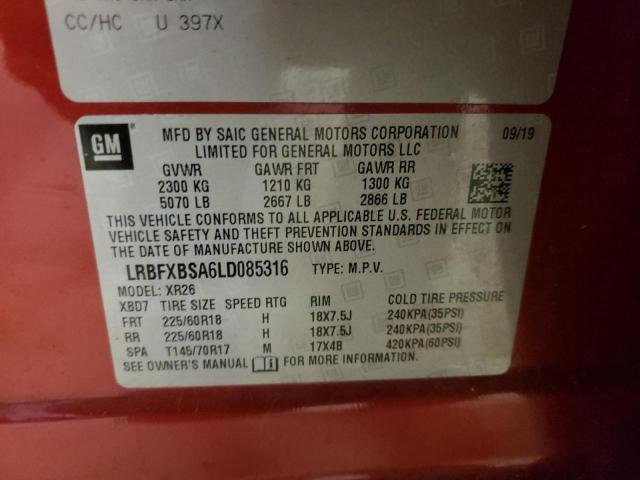 CC/HC U 397X
GM
MFD BY SAIC GENERAL MOTORS CORPORATION 09/19
LIMITED FOR GENERAL MOTORS LLC
GVWR GAWR FRT GAWR RR
2300 KG 1210 KG 1300 KG
5070 LB 2667 LB 2866 LB
THIS VEHICLE CONFORMS TO ALL APPLICABLE U.S. FEDERAL MOTOR
VEHICLE SAFETY AND THEFT PREVENTION STANDARDS IN EFFECT ON
THE DATE OF MANUFACTURE SHOWN ABOVE.
LRBFXBSA6LD085316 TYPE: M.P.V.
MODEL: XR26
XBD7 TIRE SIZE SPEED RTG RIM COLD TIRE PRESSURE
FRT 225/60R18 H 18X7.5J 240KPA(35PSI)
RR 225/60R18 H 18X7.5J 240KPA(35PSI)
SPA T145/70R17 M 17X4B 420KPA(60PSI)
SEE OWNER'S MANUAL FOR MORE INFORMATION